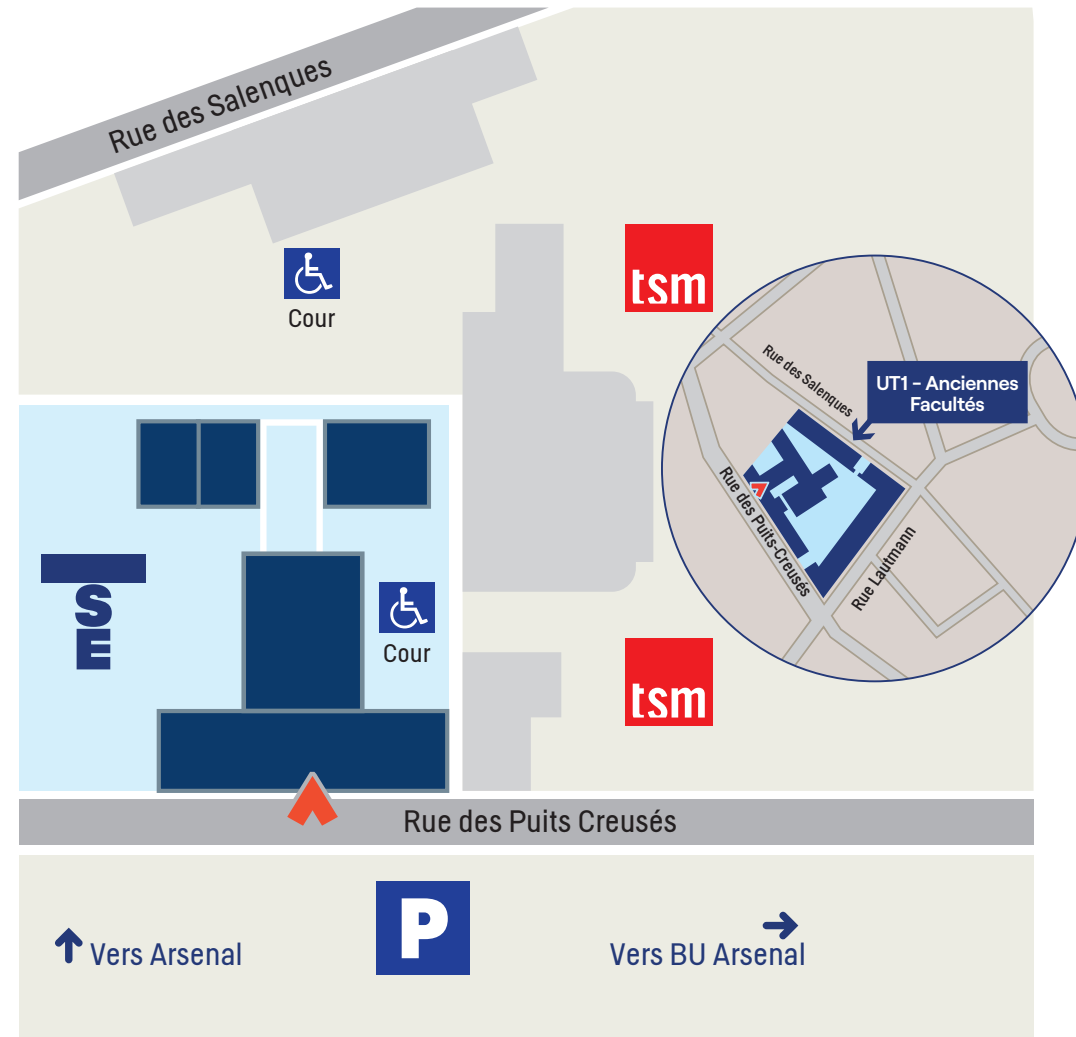 Rue des Salenques
tsm
Cour
Rue des Salenques
UT1 - Anciennes
Facultés
Rue des Puits-Creusés
Rue Lautmann
TSE
Cour
tsm
Rue des Puits Creusés
P
Vers Arsenal
Vers BU Arsenal